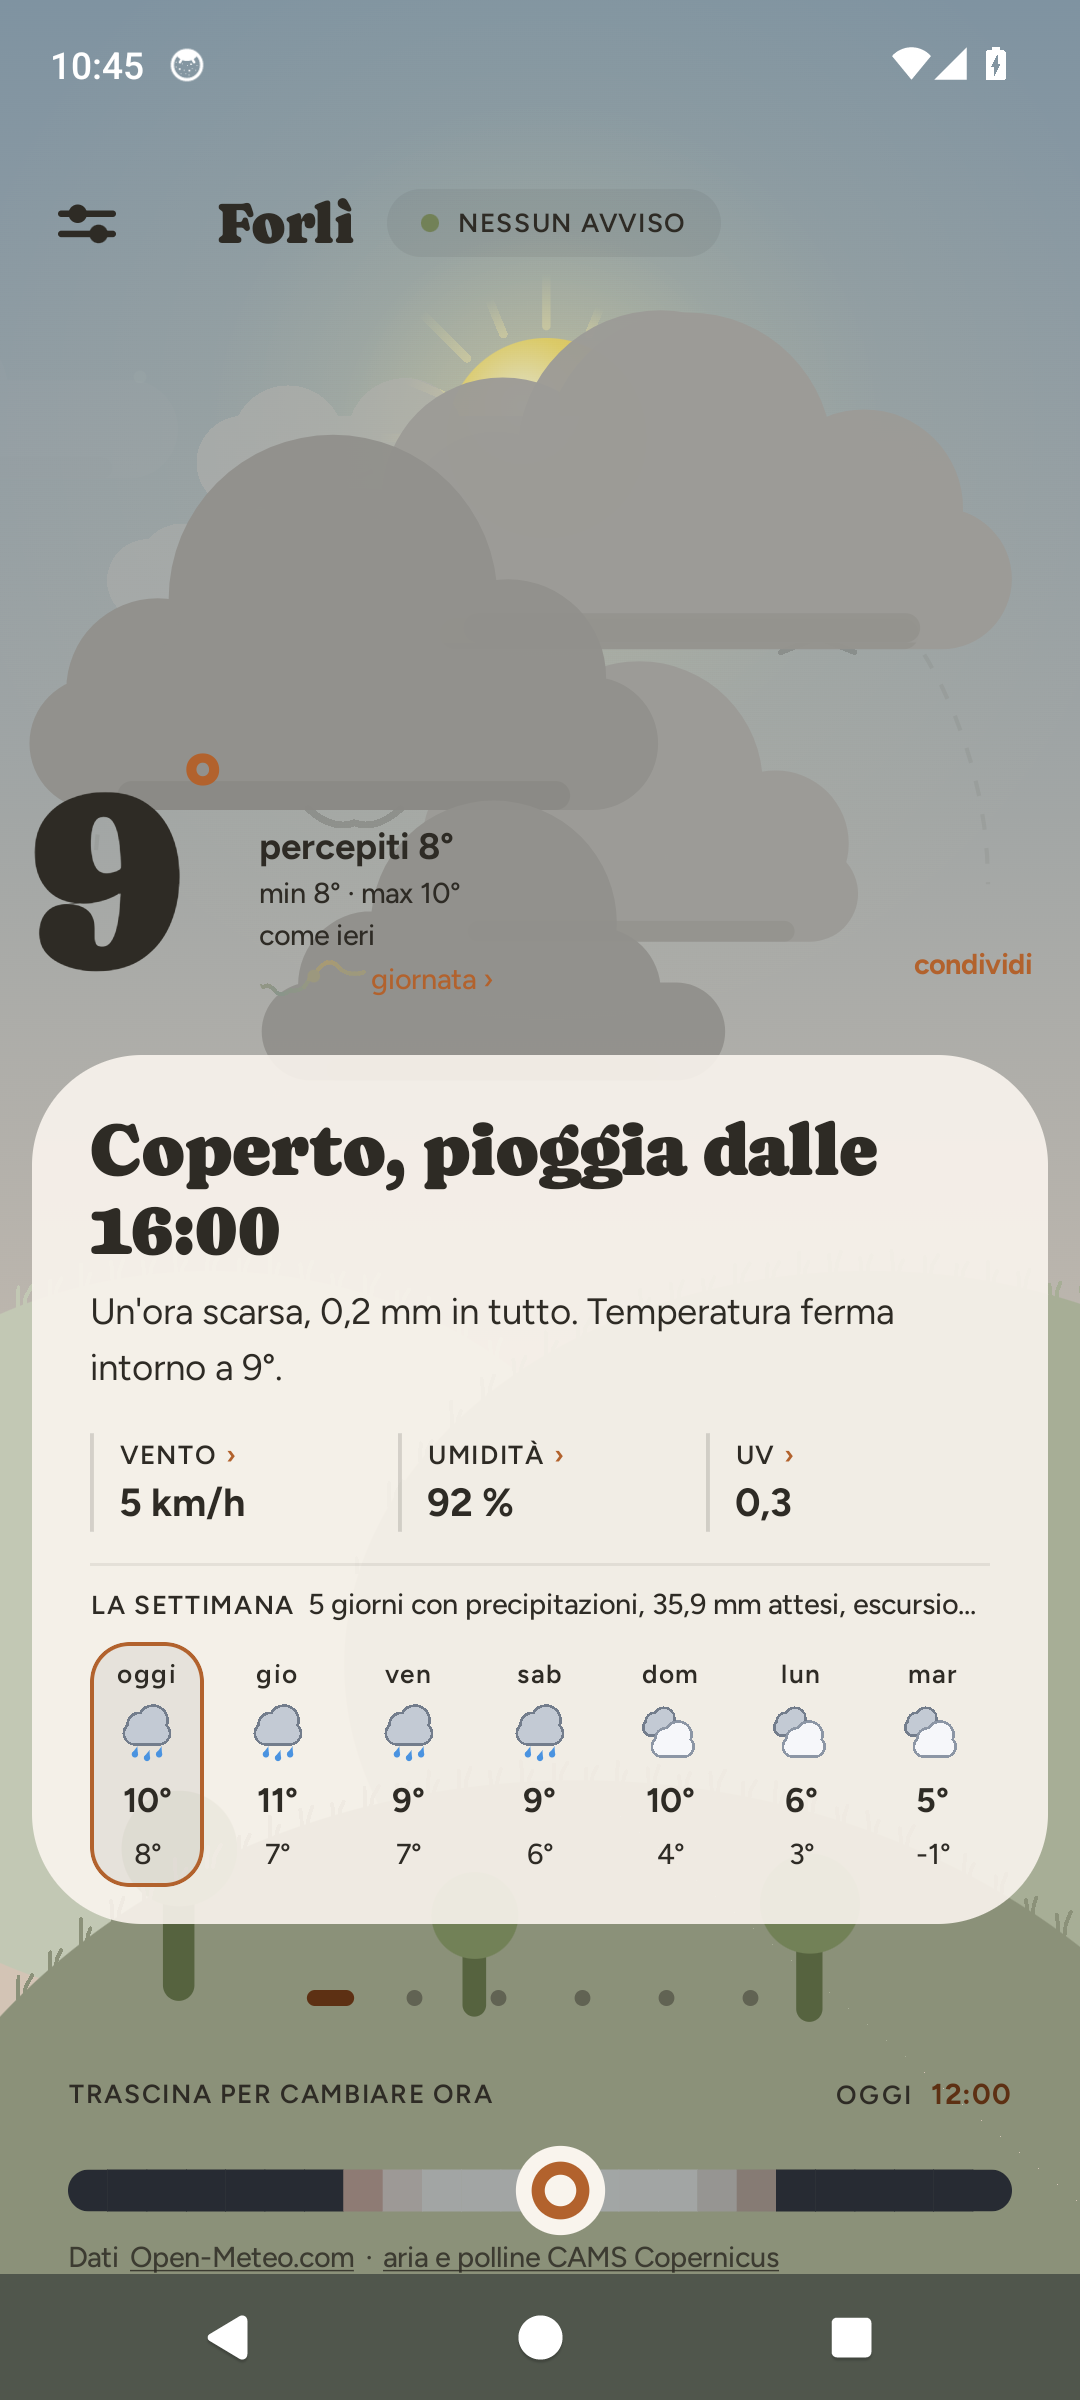 10:45
Forlì
NESSUN AVVISO
9°
percepiti 8°
min 8° · max 10°
come ieri
giornata ›
condividi
Coperto, pioggia dalle
16:00
Un'ora scarsa, 0,2 mm in tutto. Temperatura ferma
intorno a 9°.
VENTO › UMIDITÀ › UV ›
5 km/h 92 % 0,3
LA SETTIMANA 5 giorni con precipitazioni, 35,9 mm attesi, escursio...
oggi gio ven sab dom lun mar
10° 11° 9° 9° 10° 6° 5°
8° 7° 7° 6° 4° 3° -1°
TRASCINA PER CAMBIARE ORA OGGI 12:00
Dati Open-Meteo.com · aria e polline CAMS Copernicus